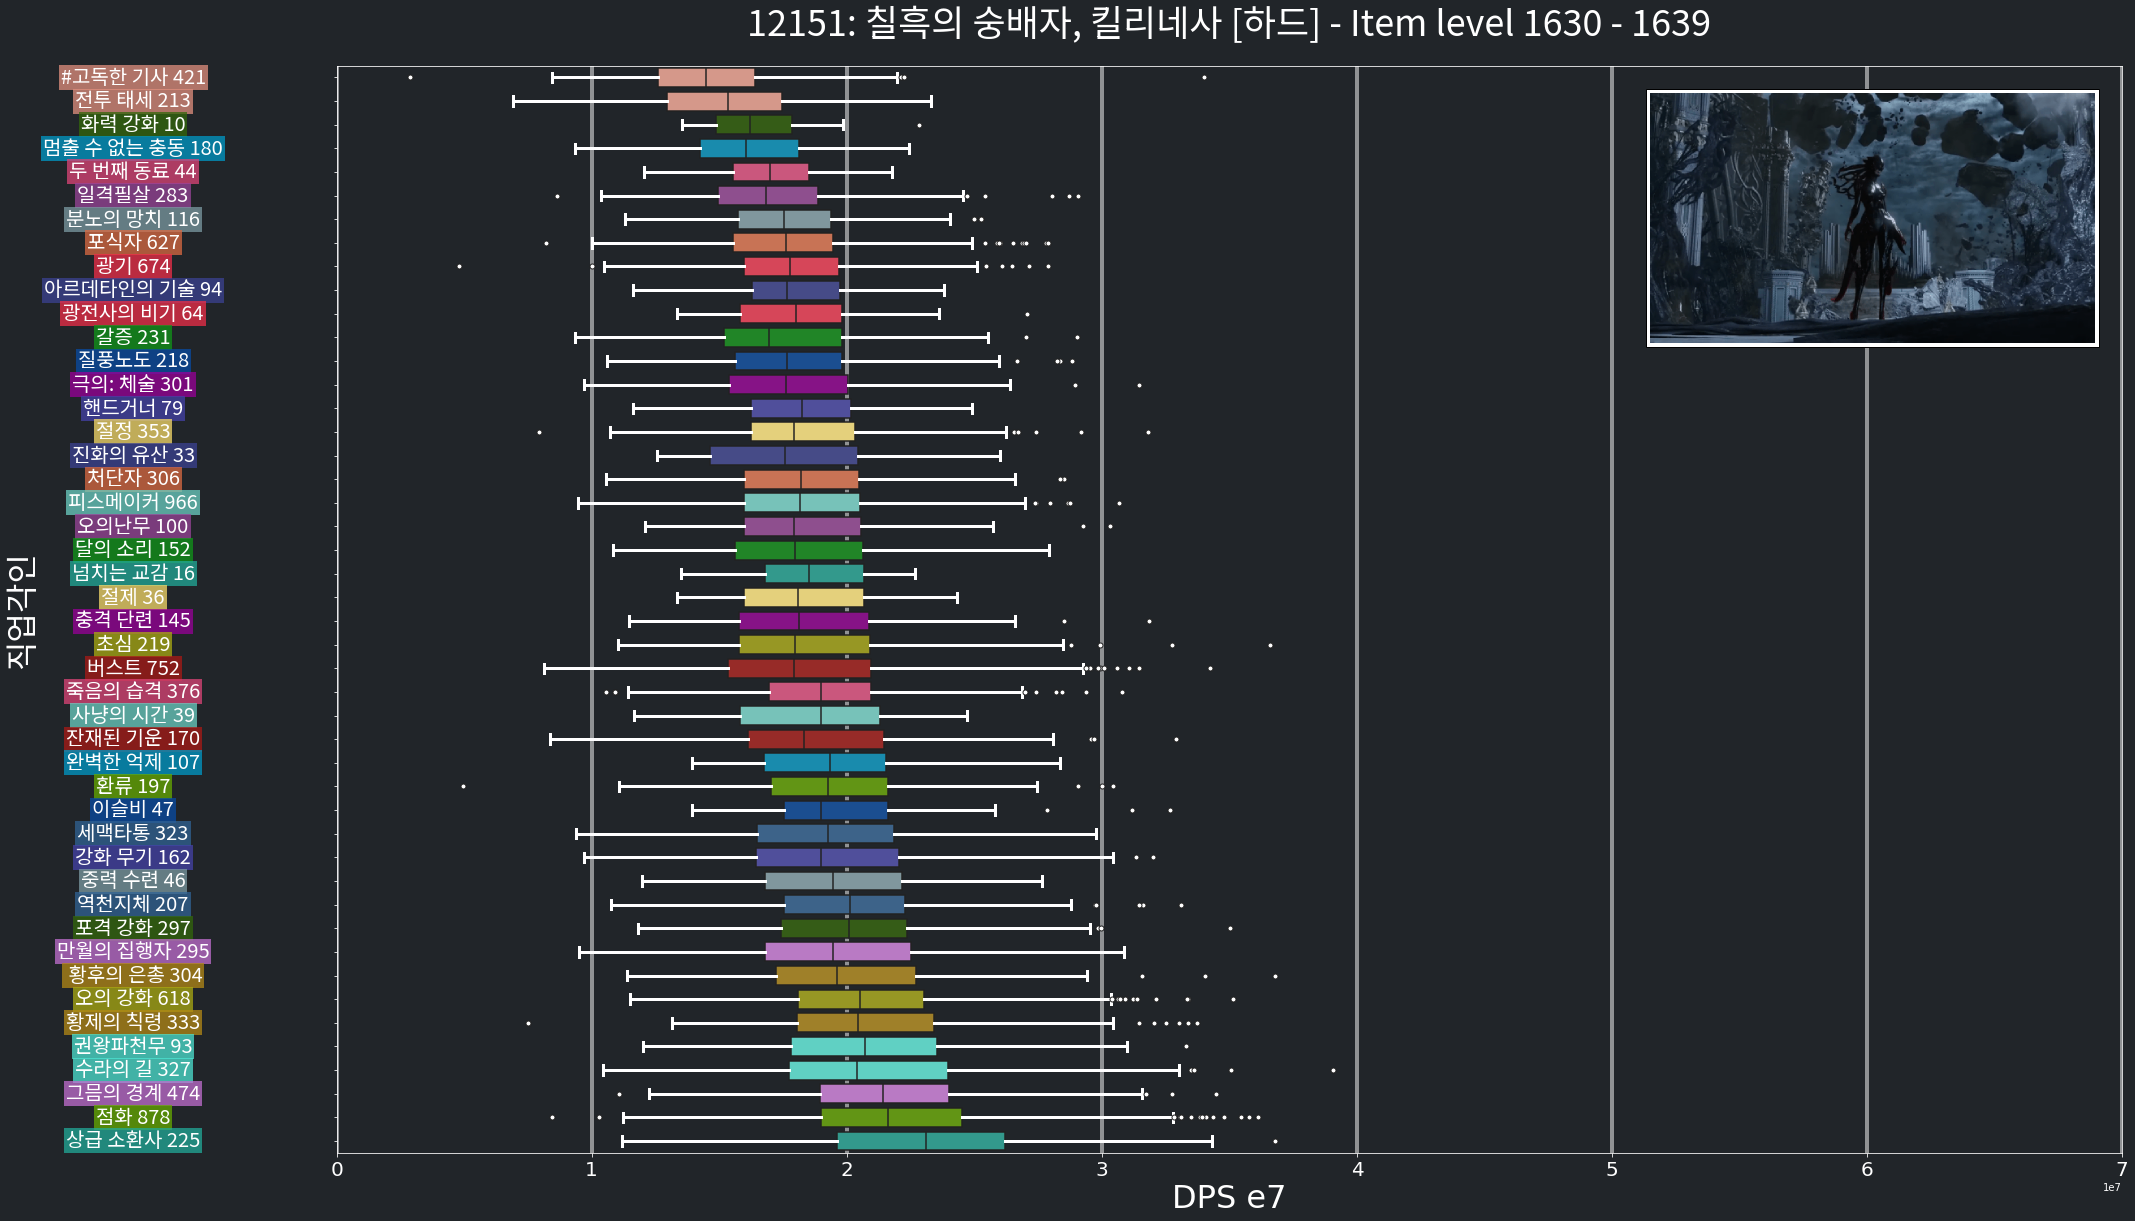 12151: 칠흑의 숭배자, 킬리네사 [하드] - Item level 1630 - 1639
#고독한 기사 421
전투 태세 213
화력 강화 10
멈출 수 없는 충동 180
두 번째 동료 44
일격필살 283
분노의 망치 116
포식자 627
광기 674
아르데타인의 기술 94
광전사의 비기 64
갈증 231
질풍노도 218
극의: 체술 301
핸드거너 79
절정 353
진화의 유산 33
처단자 306
피스메이커 966
오의난무 100
달의 소리 152
넘치는 교감 16
절제 36
충격 단련 145
초심 219
버스트 752
죽음의 습격 376
사냥의 시간 39
잔재된 기운 170
완벽한 억제 107
환류 197
이슬비 47
세맥타통 323
강화 무기 162
중력 수련 46
역천지체 207
포격 강화 297
만월의 집행자 295
황후의 은총 304
오의 강화 618
황제의 칙령 333
권왕파천무 93
수라의 길 327
그믐의 경계 474
점화 878
상급 소환사 225
직업각인
0 1 2 3 4 5 6 7
1e7
DPS e7